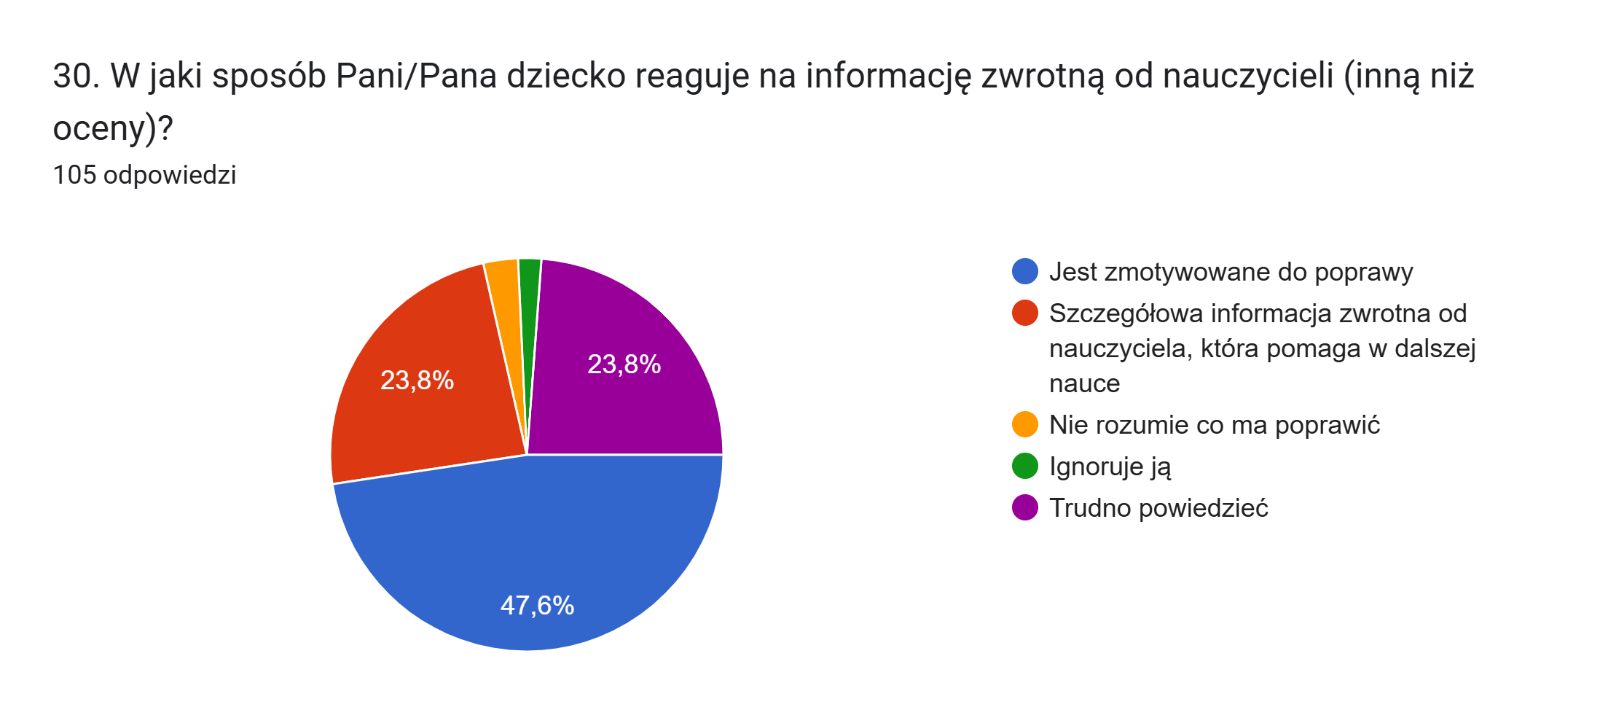 30. W jaki sposób Pani/Pana dziecko reaguje na informację zwrotną od nauczycieli (inną niż
oceny)?
105 odpowiedzi
23,8%
23,8%
47,6%
Jest zmotywowane do poprawy
Szczegółowa informacja zwrotna od
nauczyciela, która pomaga w dalszej
nauce
Nie rozumie co ma poprawić
Ignoruje ją
Trudno powiedzieć